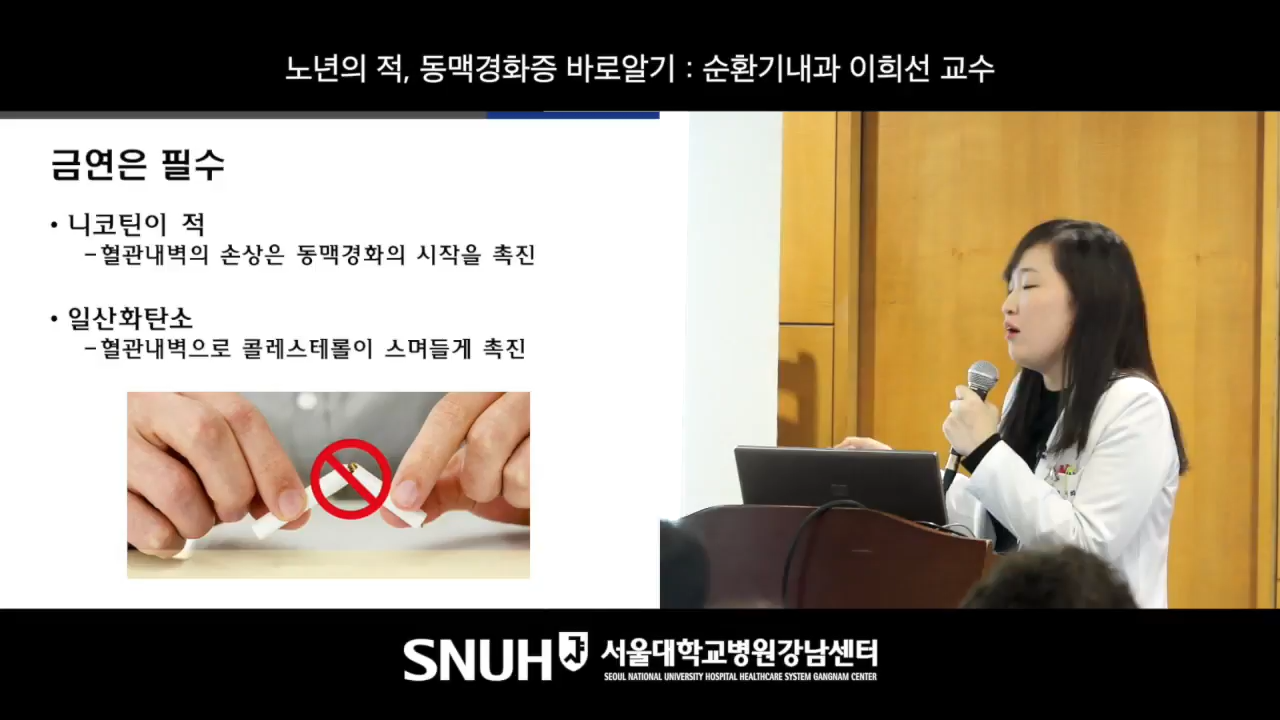 노년의 적, 동맥경화증 바로알기 : 순환기내과 이희선 교수
금연은 필수
• 니코틴이 적
–혈관내벽의 손상은 동맥경화의 시작을 촉진
• 일산화탄소
–혈관내벽으로 콜레스테롤이 스며들게 촉진
SNUH 서울대학교병원강남센터
SEOUL NATIONAL UNIVERSITY HOSPITAL HEALTHCARE SYSTEM GANGNAM CENTER